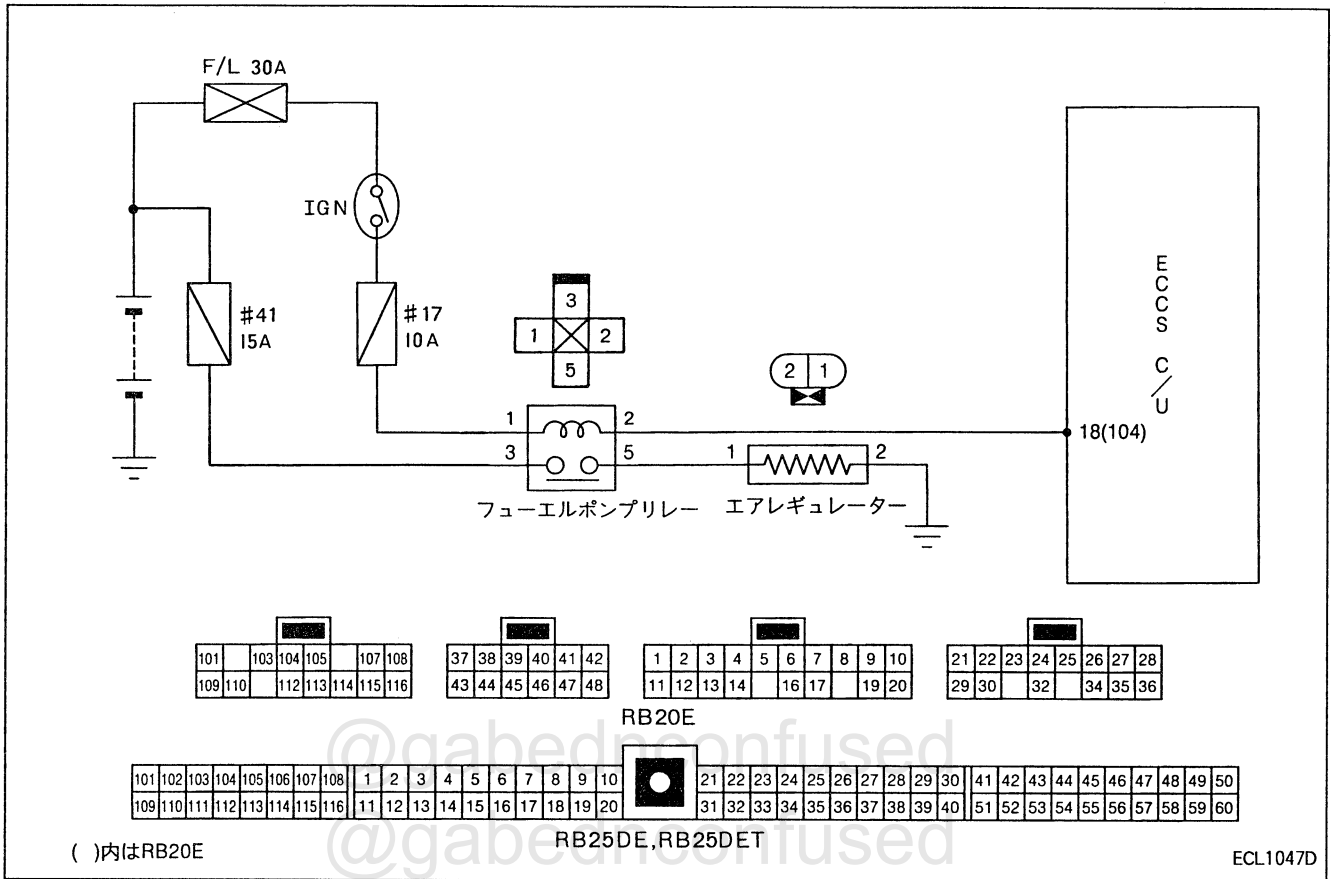 F/L 30A
IGN
#41
15A
#17
10A
3
1 2
5
2 1
1 2
3 5
1 2
18(104)
ECCS C/U
フューエルポンプリレー エアレギュレーター
101 103 104 105 107 108
109 110 112 113 114 115 116
37 38 39 40 41 42
43 44 45 46 47 48
1 2 3 4 5 6 7 8 9 10
11 12 13 14 16 17 19 20
21 22 23 24 25 26 27 28
29 30 32 34 35 36
RB20E
@gabednconfused
101 102 103 104 105 106 107 108 1 2 3 4 5 6 7 8 9 10 21 22 23 24 25 26 27 28 29 30 41 42 43 44 45 46 47 48 49 50
109 110 111 112 113 114 115 116 11 12 13 14 15 16 17 18 19 20 31 32 33 34 35 36 37 38 39 40 51 52 53 54 55 56 57 58 59 60
@gabednconfused
RB25DE,RB25DET
( )内はRB20E
ECL1047D